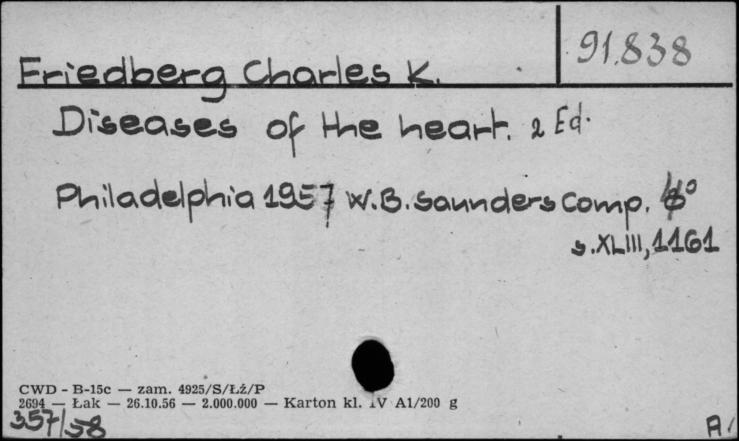 91.838
Friedberg Charles K.
Diseases of the heart. 2 Ed.
Philadelphia 1957 W.B. Saunders Comp. 4°
s.XLIII,1161
CWD - B-15c — zam. 4925/S/Łż/P
2694 — Łak — 26.10.56 — 2.000.000 — Karton kl. IV A1/200 g
357/58
A